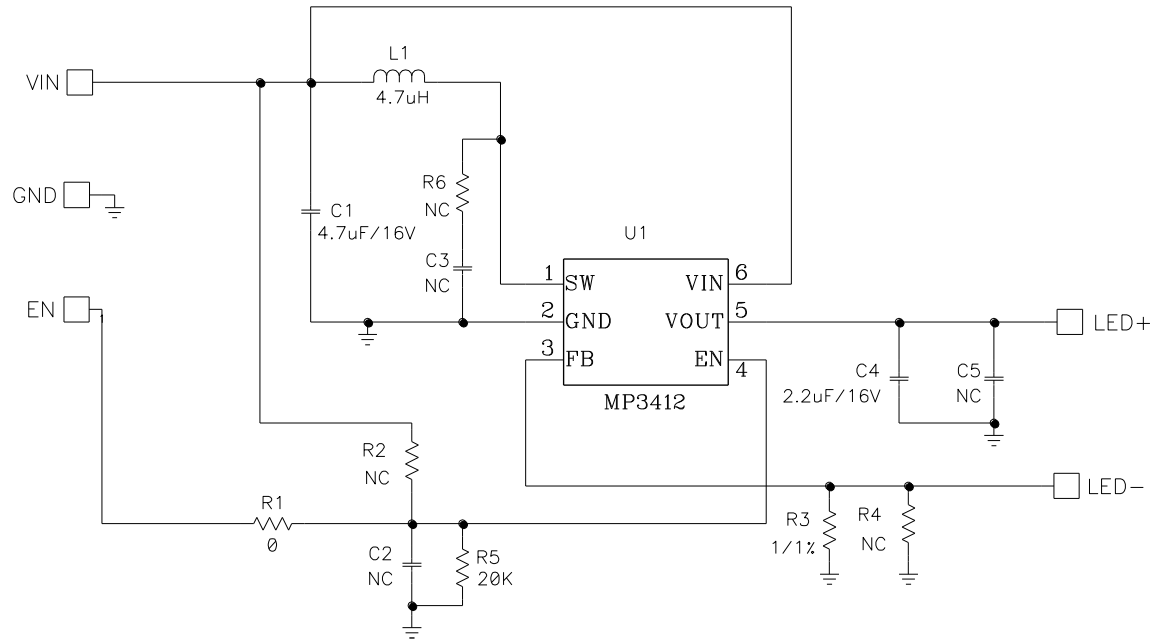 L1
VIN
4.7uH
R6
NC
GND
C1
4.7uF/16V
U1
C3
NC
1
SW
VIN
6
EN
2
GND
VOUT
5
LED+
3
FB
EN
4
C4
2.2uF/16V
C5
NC
MP3412
R2
NC
LED-
R1
0
R3
1/1%
R4
NC
C2
NC
R5
20K